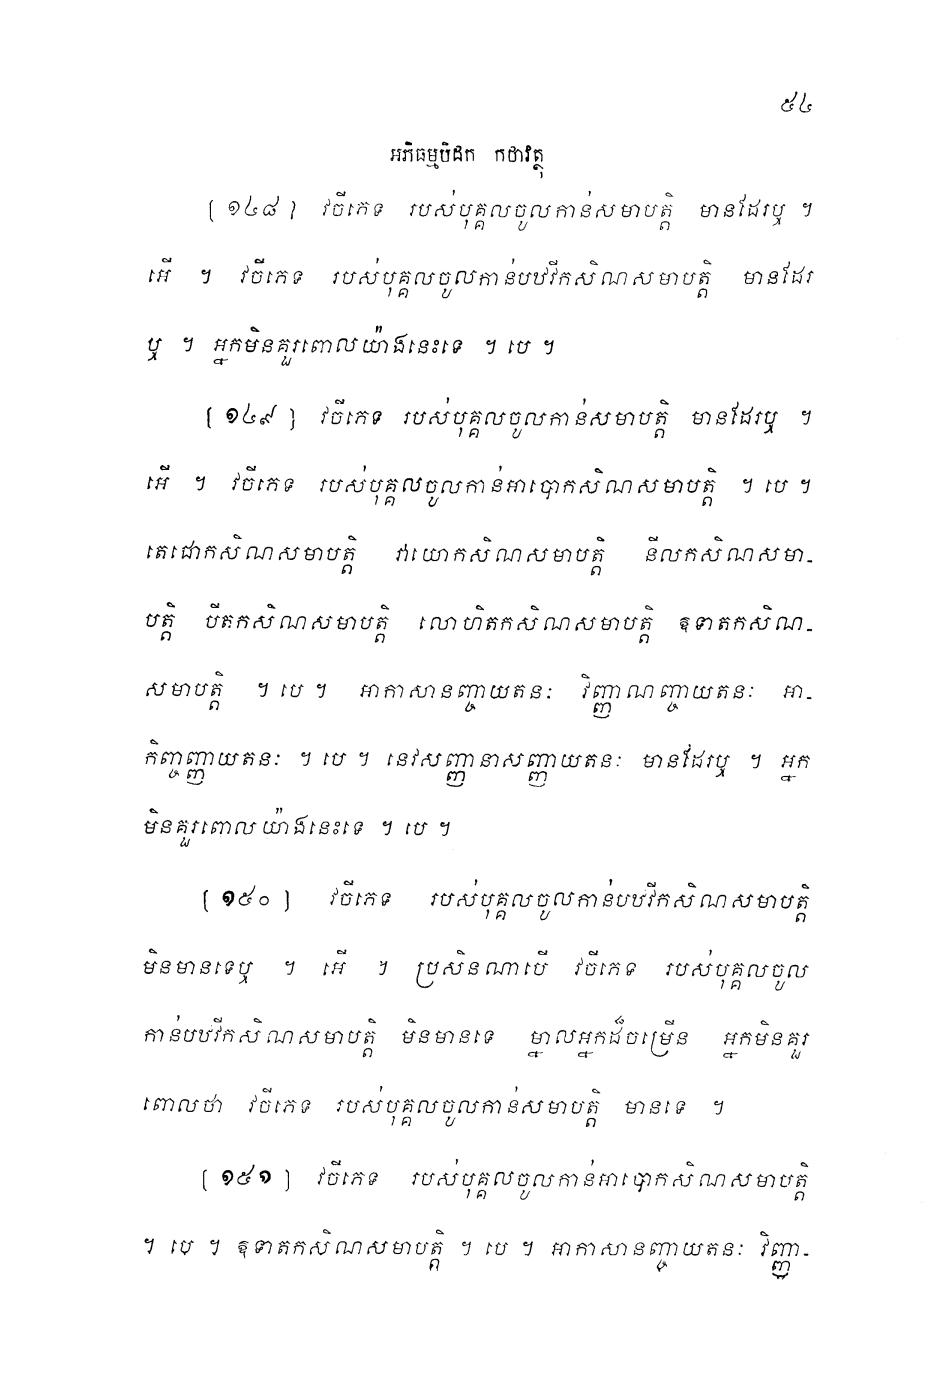 ៥៤
អភិធម្មបិដក កថាវត្ថុ
[១៤៨] វចីភេទ របស់បុគ្គលចូលកាន់សមាបត្តិ មានដែរឬ ។
អើ ។ វចីភេទ របស់បុគ្គលចូលកាន់បឋវីកសិណសមាបត្តិ មានដែរ
ឬ ។ អ្នកមិនគួរពោលយ៉ាងនេះទេ ។ បេ ។
[១៤៩] វចីភេទ របស់បុគ្គលចូលកាន់សមាបត្តិ មានដែរឬ ។
អើ ។ វចីភេទ របស់បុគ្គលចូលកាន់អាបោកសិណសមាបត្តិ ។ បេ ។
តេជោកសិណសមាបត្តិ វាយោកសិណសមាបត្តិ នីលកសិណសមា-
បត្តិ បីតកសិណសមាបត្តិ លោហិតកសិណសមាបត្តិ ឱទាតកសិណ-
សមាបត្តិ ។ បេ ។ អាកាសានញ្ចាយតនៈ វិញ្ញាណញ្ចាយតនៈ អា-
កិញ្ចញ្ញាយតនៈ ។ បេ ។ នេវសញ្ញានាសញ្ញាយតនៈ មានដែរឬ ។ អ្នក
មិនគួរពោលយ៉ាងនេះទេ ។ បេ ។
[១៥០] វចីភេទ របស់បុគ្គលចូលកាន់បឋវីកសិណសមាបត្តិ
មិនមានទេឬ ។ អើ ។ ប្រសិនណាបើ វចីភេទ របស់បុគ្គលចូល
កាន់បឋវីកសិណសមាបត្តិ មិនមានទេ ម្នាលអ្នកដ៏ចម្រើន អ្នកមិនគួរ
ពោលថា វចីភេទ របស់បុគ្គលចូលកាន់សមាបត្តិ មានទេ ។
[១៥១] វចីភេទ របស់បុគ្គលចូលកាន់អាបោកសិណសមាបត្តិ
។ បេ ។ ឱទាតកសិណសមាបត្តិ ។ បេ ។ អាកាសានញ្ចាយតនៈ វិញ្ញា-